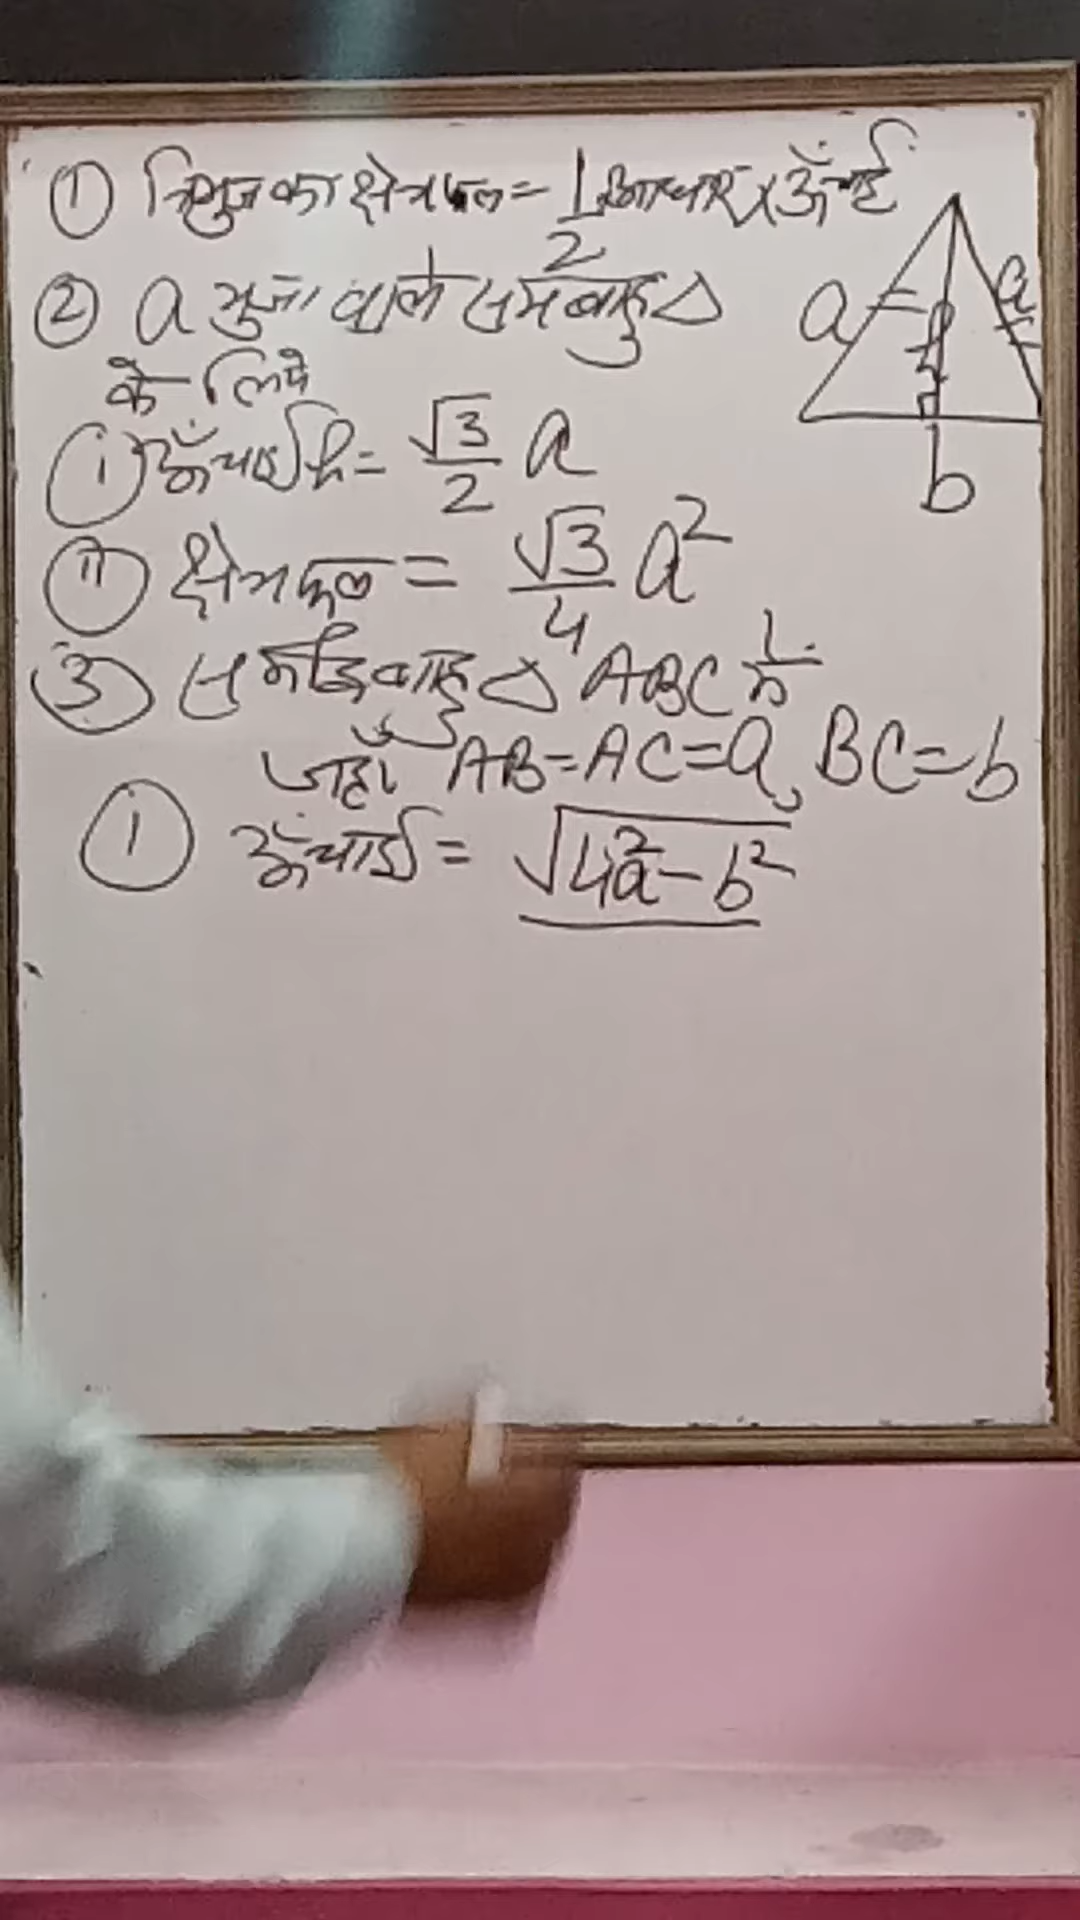 ① त्रिभुज का क्षेत्रफल = 1/2 आधार x ऊँचाई
② a भुजा वाले समबाहु △
के लिये
ⓘ ऊँचाई h = √3/2 a
ⓘⓘ क्षेत्रफल = √3/4 a²
③ समद्विबाहु △ ABC में
जहाँ AB = AC = a, BC = b
ⓘ ऊँचाई = √4a² - b²
a
a
h
b